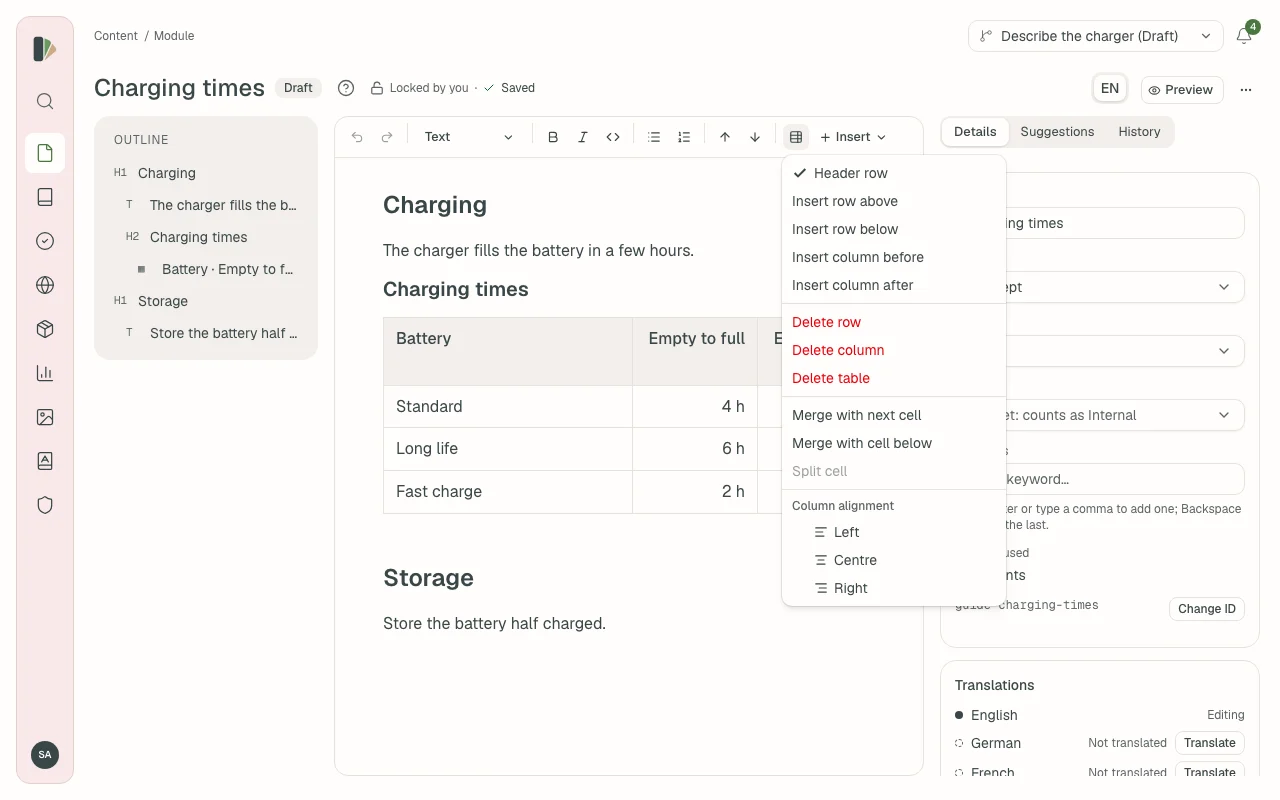 Content / Module
Describe the charger (Draft)
4
Charging times
Draft
Locked by you · Saved
EN
Preview
OUTLINE
H1 Charging
T The charger fills the b...
H2 Charging times
Battery · Empty to f...
H1 Storage
T Store the battery half ...
Text
Insert
Charging
The charger fills the battery in a few hours.
Charging times
Battery Empty to full E
Standard 4 h
Long life 6 h
Fast charge 2 h
Storage
Store the battery half charged.
Header row
Insert row above
Insert row below
Insert column before
Insert column after
Delete row
Delete column
Delete table
Merge with next cell
Merge with cell below
Split cell
Column alignment
Left
Centre
Right
Details Suggestions History
ng times
et: counts as Internal
keyword...
er or type a comma to add one; Backspace
the last.
guide-charging-times
Change ID
Translations
English Editing
German Not translated Translate
French Not translated Translate
SA